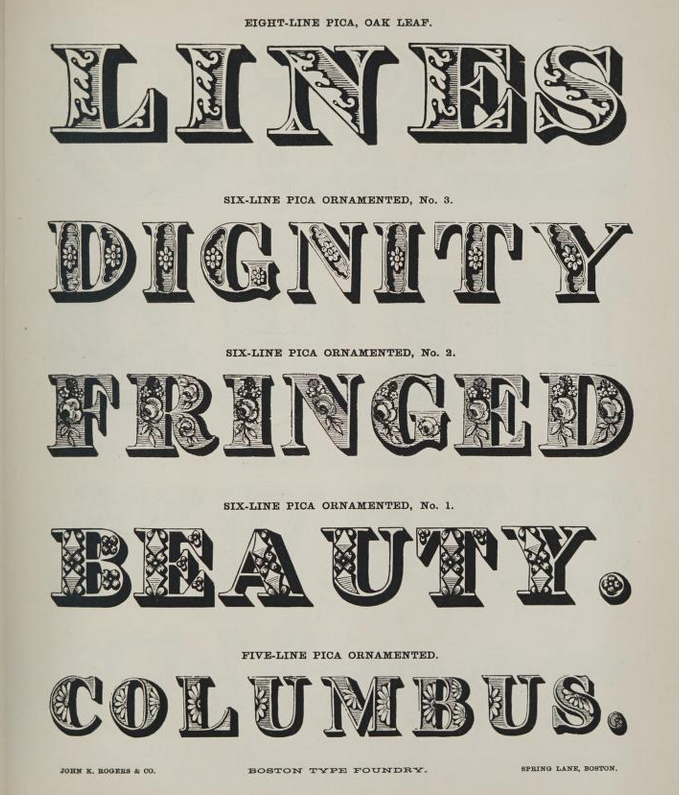 EIGHT-LINE PICA, OAK LEAF.
LINES
SIX-LINE PICA ORNAMENTED, No. 3.
DIGNITY
SIX-LINE PICA ORNAMENTED, No. 2.
FRINGED
SIX-LINE PICA ORNAMENTED, No. 1.
BEAUTY.
FIVE-LINE PICA ORNAMENTED.
COLUMBUS.
JOHN K. ROGERS & CO. BOSTON TYPE FOUNDRY. SPRING LANE, BOSTON.